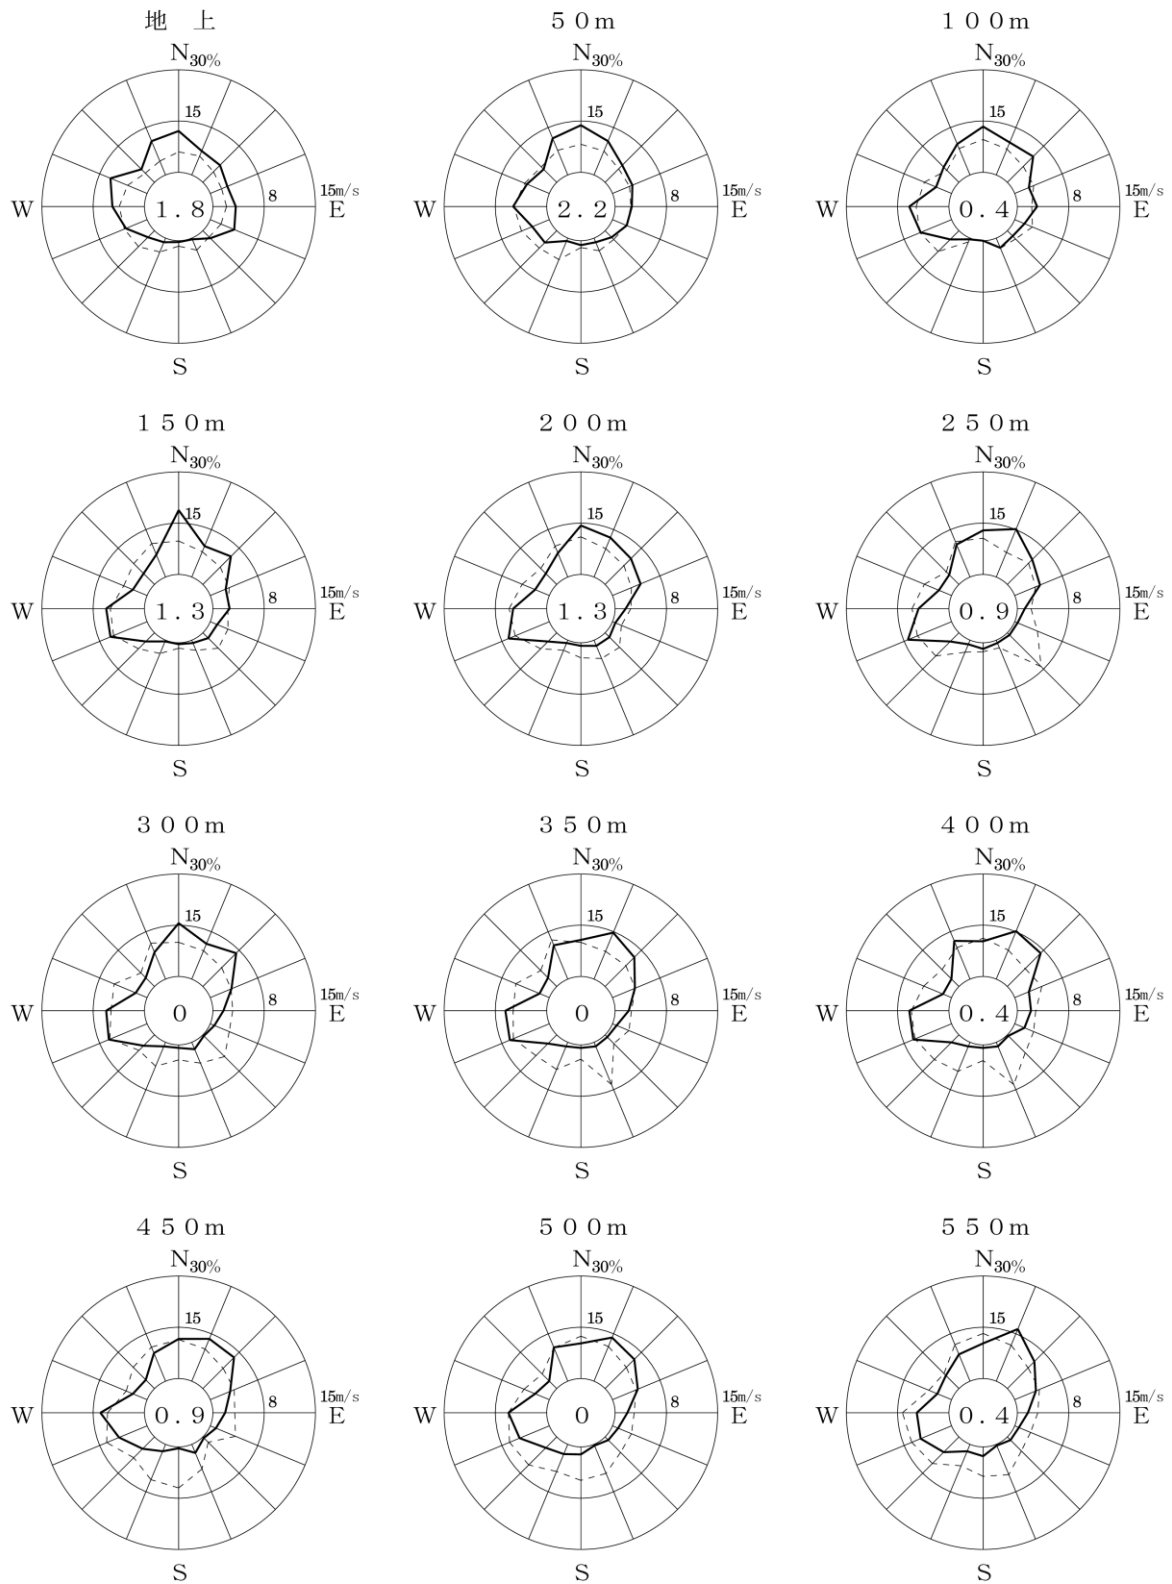 地　上　５０ｍ　１００ｍ
N30%　N30%　N30%
15　15　15
W　1.8　8　15m/s　E　W　2.2　8　15m/s　E　W　0.4　8　15m/s　E
S　S　S
１５０ｍ　２００ｍ　２５０ｍ
N30%　N30%　N30%
15　15　15
W　1.3　8　15m/s　E　W　1.3　8　15m/s　E　W　0.9　8　15m/s　E
S　S　S
３００ｍ　３５０ｍ　４００ｍ
N30%　N30%　N30%
15　15　15
W　0　8　15m/s　E　W　0　8　15m/s　E　W　0.4　8　15m/s　E
S　S　S
４５０ｍ　５００ｍ　５５０ｍ
N30%　N30%　N30%
15　15　15
W　0.9　8　15m/s　E　W　0　8　15m/s　E　W　0.4　8　15m/s　E
S　S　S